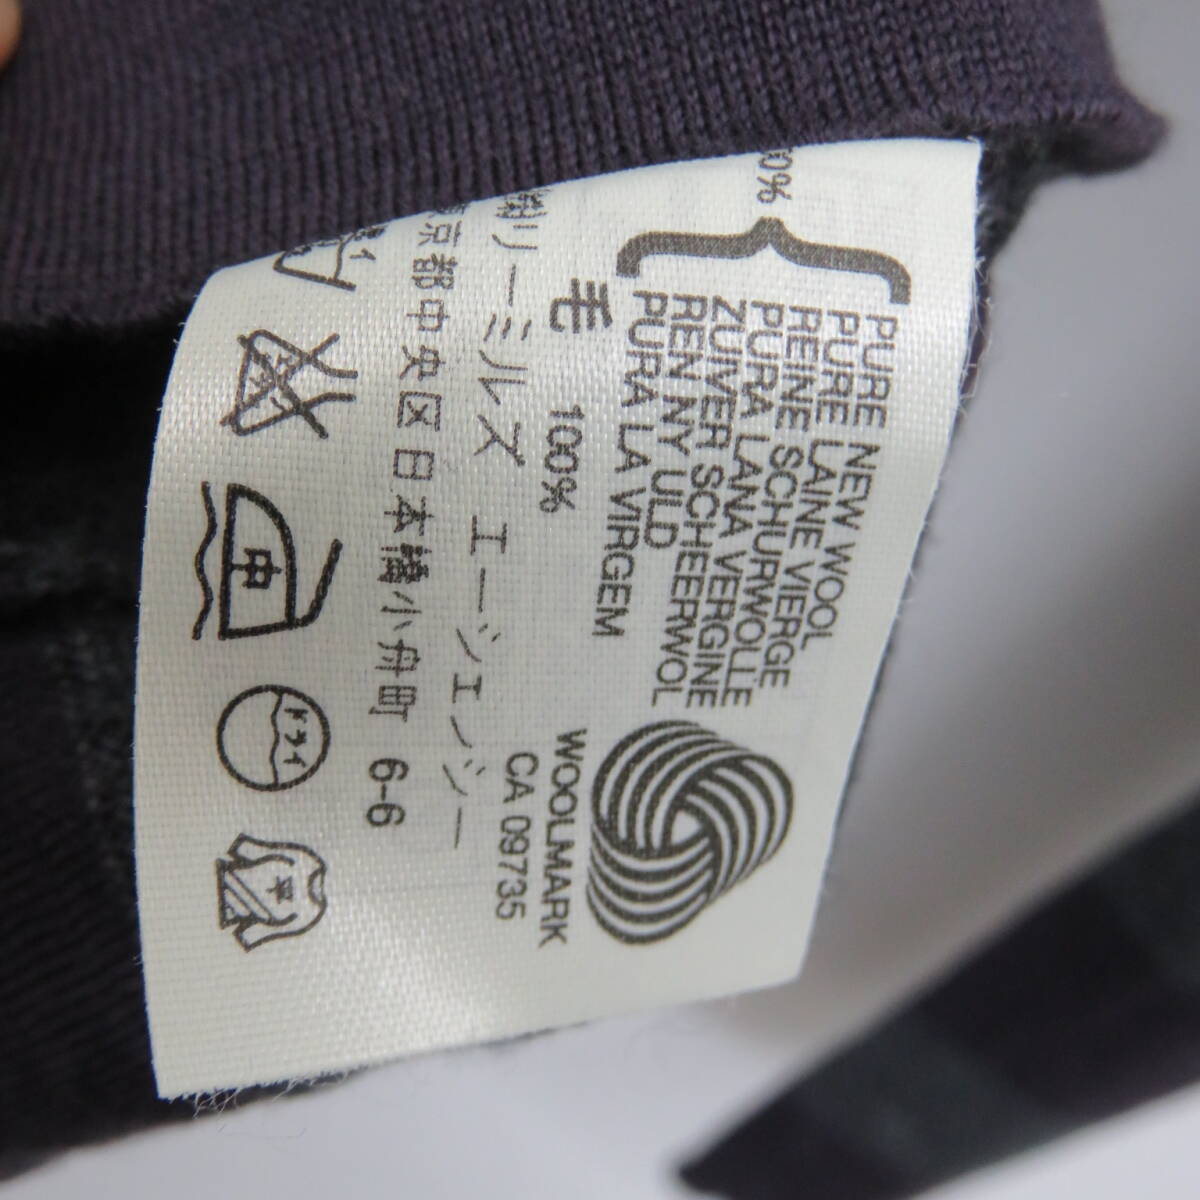 PURE NEW WOOL
PURE LAINE VIERGE
REINE SCHURWOLLE
PURA LANA VERGINE
ZUIVER SCHEERWOL
REN NY ULD
PURA LA VIRGEM
毛 100%
WOOLMARK
CA 09735
リーミルズ エージェンシー
京都中央区日本橋小舟町 6-6
中
ドライ
平